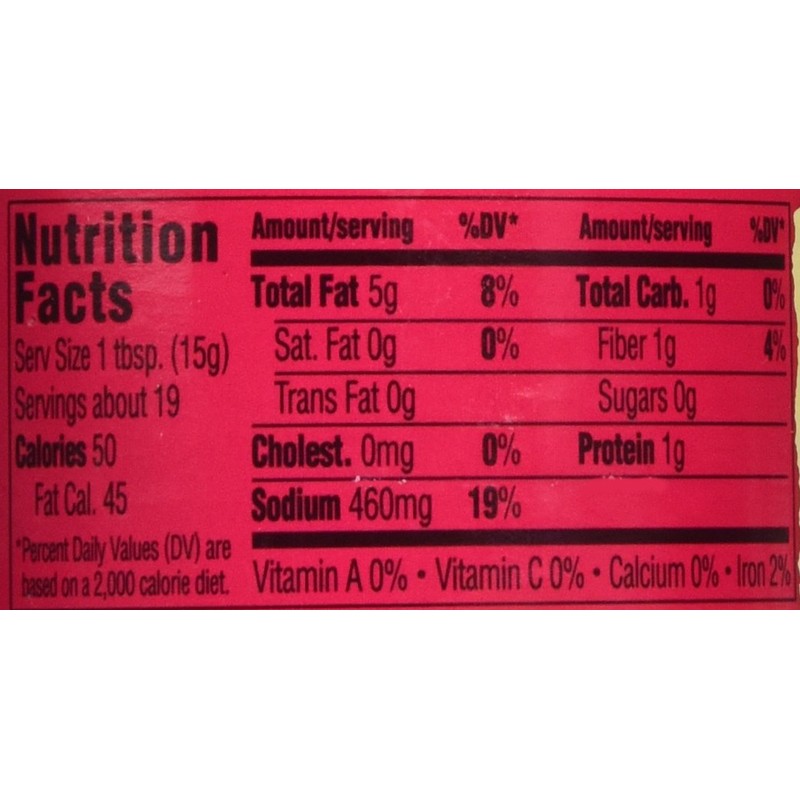 Nutrition
Facts
Serv Size 1 tbsp. (15g)
Servings about 19
Calories 50
Fat Cal. 45
*Percent Daily Values (DV) are
based on a 2,000 calorie diet.
Amount/serving %DV* Amount/serving %DV*
Total Fat 5g 8% Total Carb. 1g 0%
Sat. Fat 0g 0% Fiber 1g 4%
Trans Fat 0g Sugars 0g
Cholest. 0mg 0% Protein 1g
Sodium 460mg 19%
Vitamin A 0% • Vitamin C 0% • Calcium 0% • Iron 2%